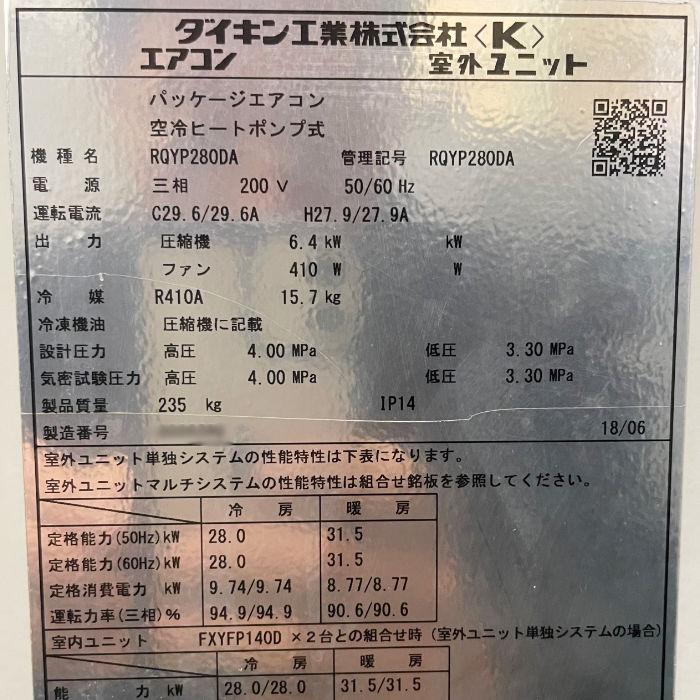 ダイキン工業株式会社〈K〉
エアコン 室外ユニット
パッケージエアコン
空冷ヒートポンプ式
機種名 RQYP280DA 管理記号 RQYP280DA
電源 三相 200 V 50/60 Hz
運転電流 C29.6/29.6A H27.9/27.9A
出力 圧縮機 6.4 kW kW
ファン 410 W W
冷媒 R410A 15.7 kg
冷凍機油 圧縮機に記載
設計圧力 高圧 4.00 MPa 低圧 3.30 MPa
気密試験圧力 高圧 4.00 MPa 低圧 3.30 MPa
製品質量 235 kg IP14
製造番号 18/06
室外ユニット単独システムの性能特性は下表になります。
室外ユニットマルチシステムの性能特性は組合せ銘板を参照してください。
冷房 暖房
定格能力(50Hz)kW 28.0 31.5
定格能力(60Hz)kW 28.0 31.5
定格消費電力 kW 9.74/9.74 8.77/8.77
運転力率(三相)% 94.9/94.9 90.6/90.6
室内ユニット FXYFP140D ×2台との組合せ時(室外ユニット単独システムの場合)
冷房 暖房
能力 kW 28.0/28.0 31.5/31.5